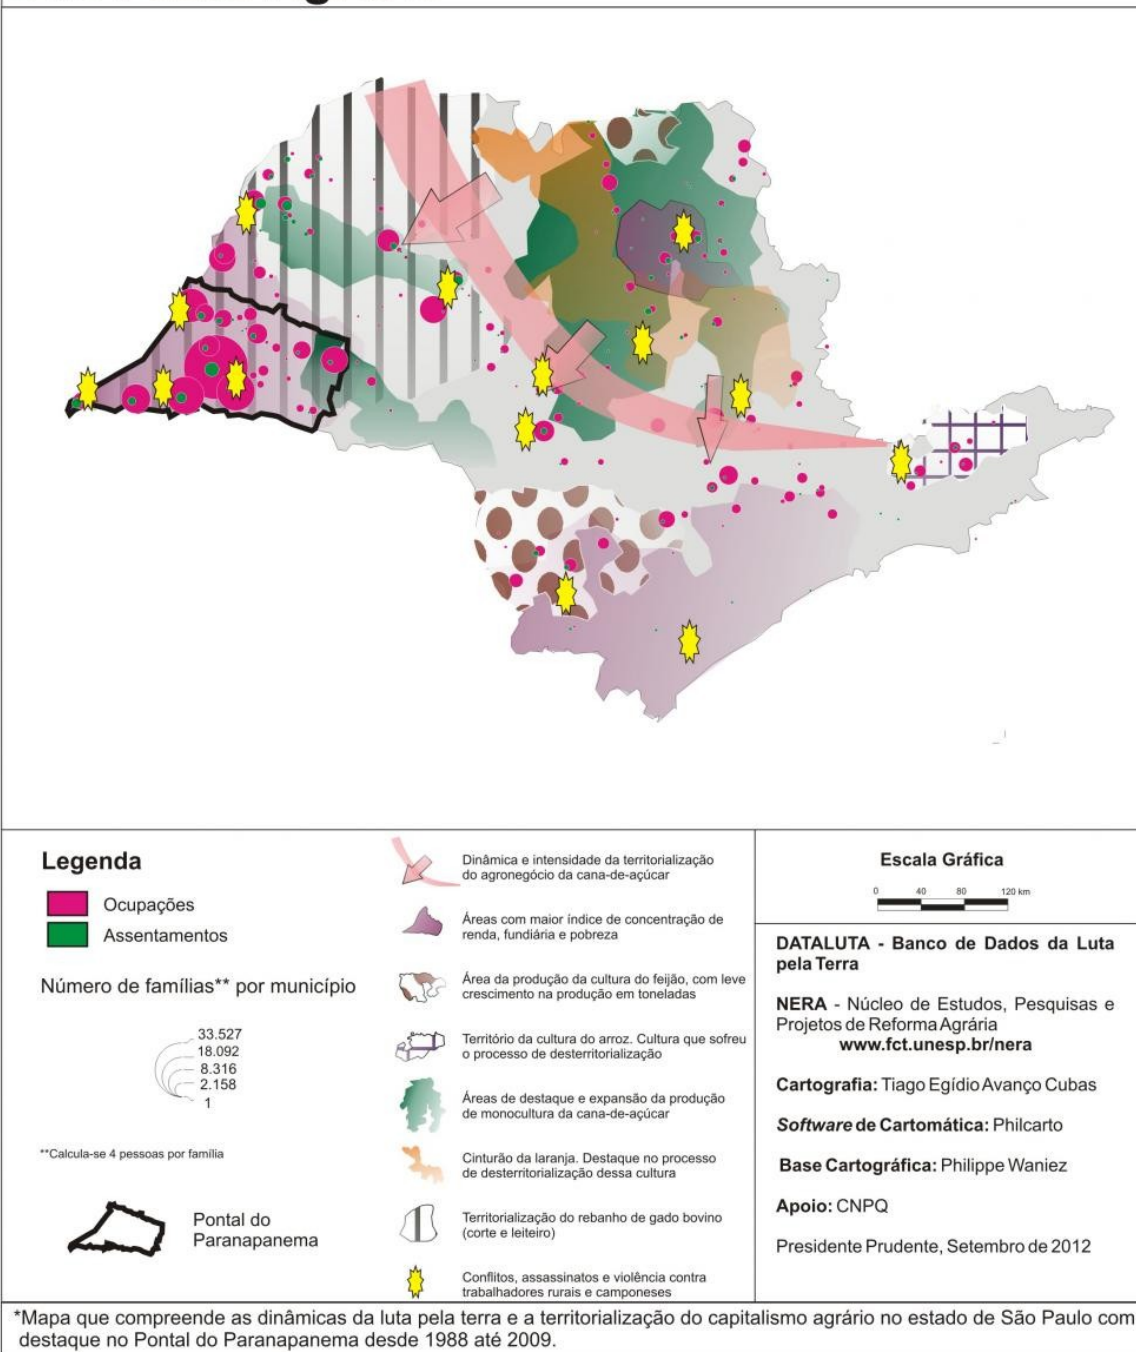 Legenda
Ocupações
Assentamentos
Número de famílias** por município
33.527
18.092
8.316
2.158
1
**Calcula-se 4 pessoas por família
Pontal do
Paranapanema
Dinâmica e intensidade da territorialização
do agronegócio da cana-de-açúcar
Áreas com maior índice de concentração de
renda, fundiária e pobreza
Área da produção da cultura do feijão, com leve
crescimento na produção em toneladas
Território da cultura do arroz. Cultura que sofreu
o processo de desterritorialização
Áreas de destaque e expansão da produção
de monocultura da cana-de-açúcar
Cinturão da laranja. Destaque no processo
de desterritorialização dessa cultura
Territorialização do rebanho de gado bovino
(corte e leiteiro)
Conflitos, assassinatos e violência contra
trabalhadores rurais e camponeses
Escala Gráfica
0 40 80 120 km
DATALUTA - Banco de Dados da Luta
pela Terra
NERA - Núcleo de Estudos, Pesquisas e
Projetos de Reforma Agrária
www.fct.unesp.br/nera
Cartografia: Tiago Egídio Avanço Cubas
Software de Cartomática: Philcarto
Base Cartográfica: Philippe Waniez
Apoio: CNPQ
Presidente Prudente, Setembro de 2012
*Mapa que compreende as dinâmicas da luta pela terra e a territorialização do capitalismo agrário no estado de São Paulo com
destaque no Pontal do Paranapanema desde 1988 até 2009.